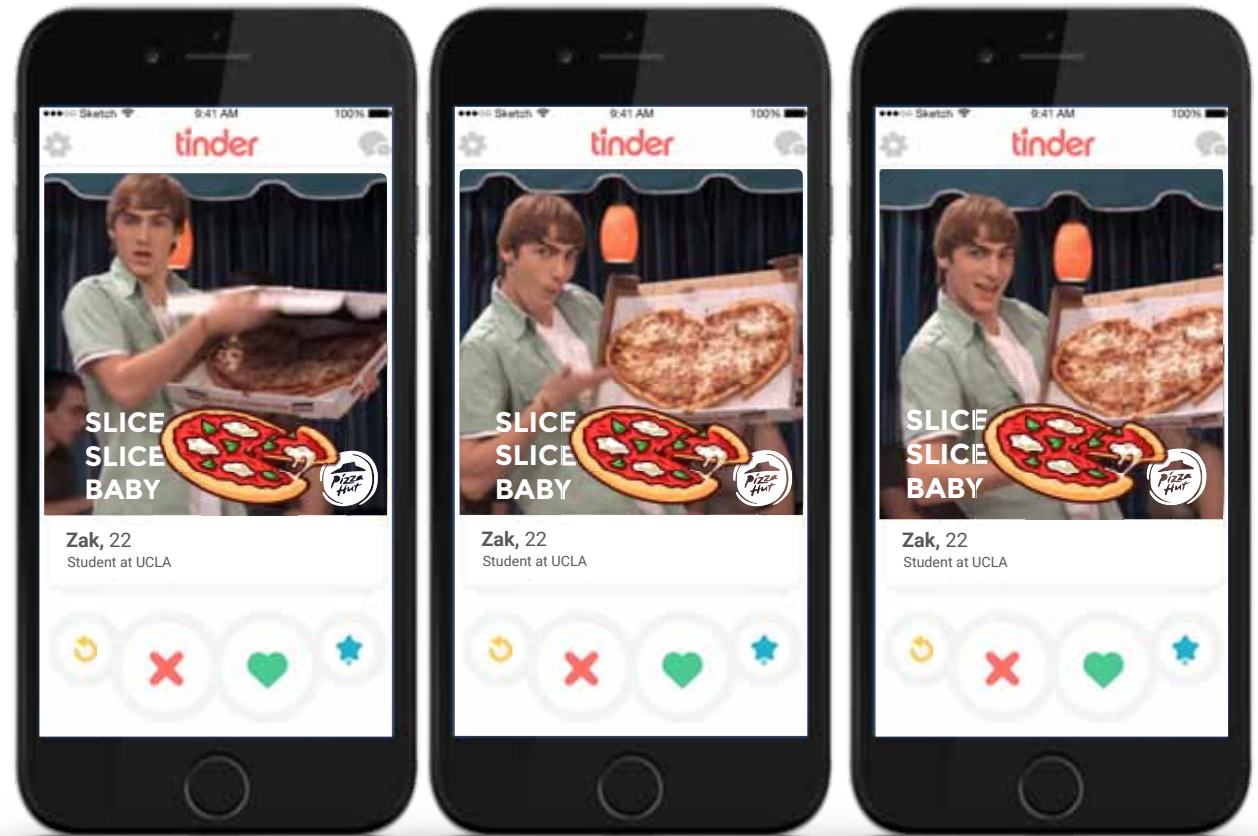 Sketch 9:41 AM 100%
tinder
SLICE
SLICE
BABY
Pizza
Hut
Zak, 22
Student at UCLA
Sketch 9:41 AM 100%
tinder
SLICE
SLICE
BABY
Pizza
Hut
Zak, 22
Student at UCLA
Sketch 9:41 AM 100%
tinder
SLICE
SLICE
BABY
Pizza
Hut
Zak, 22
Student at UCLA